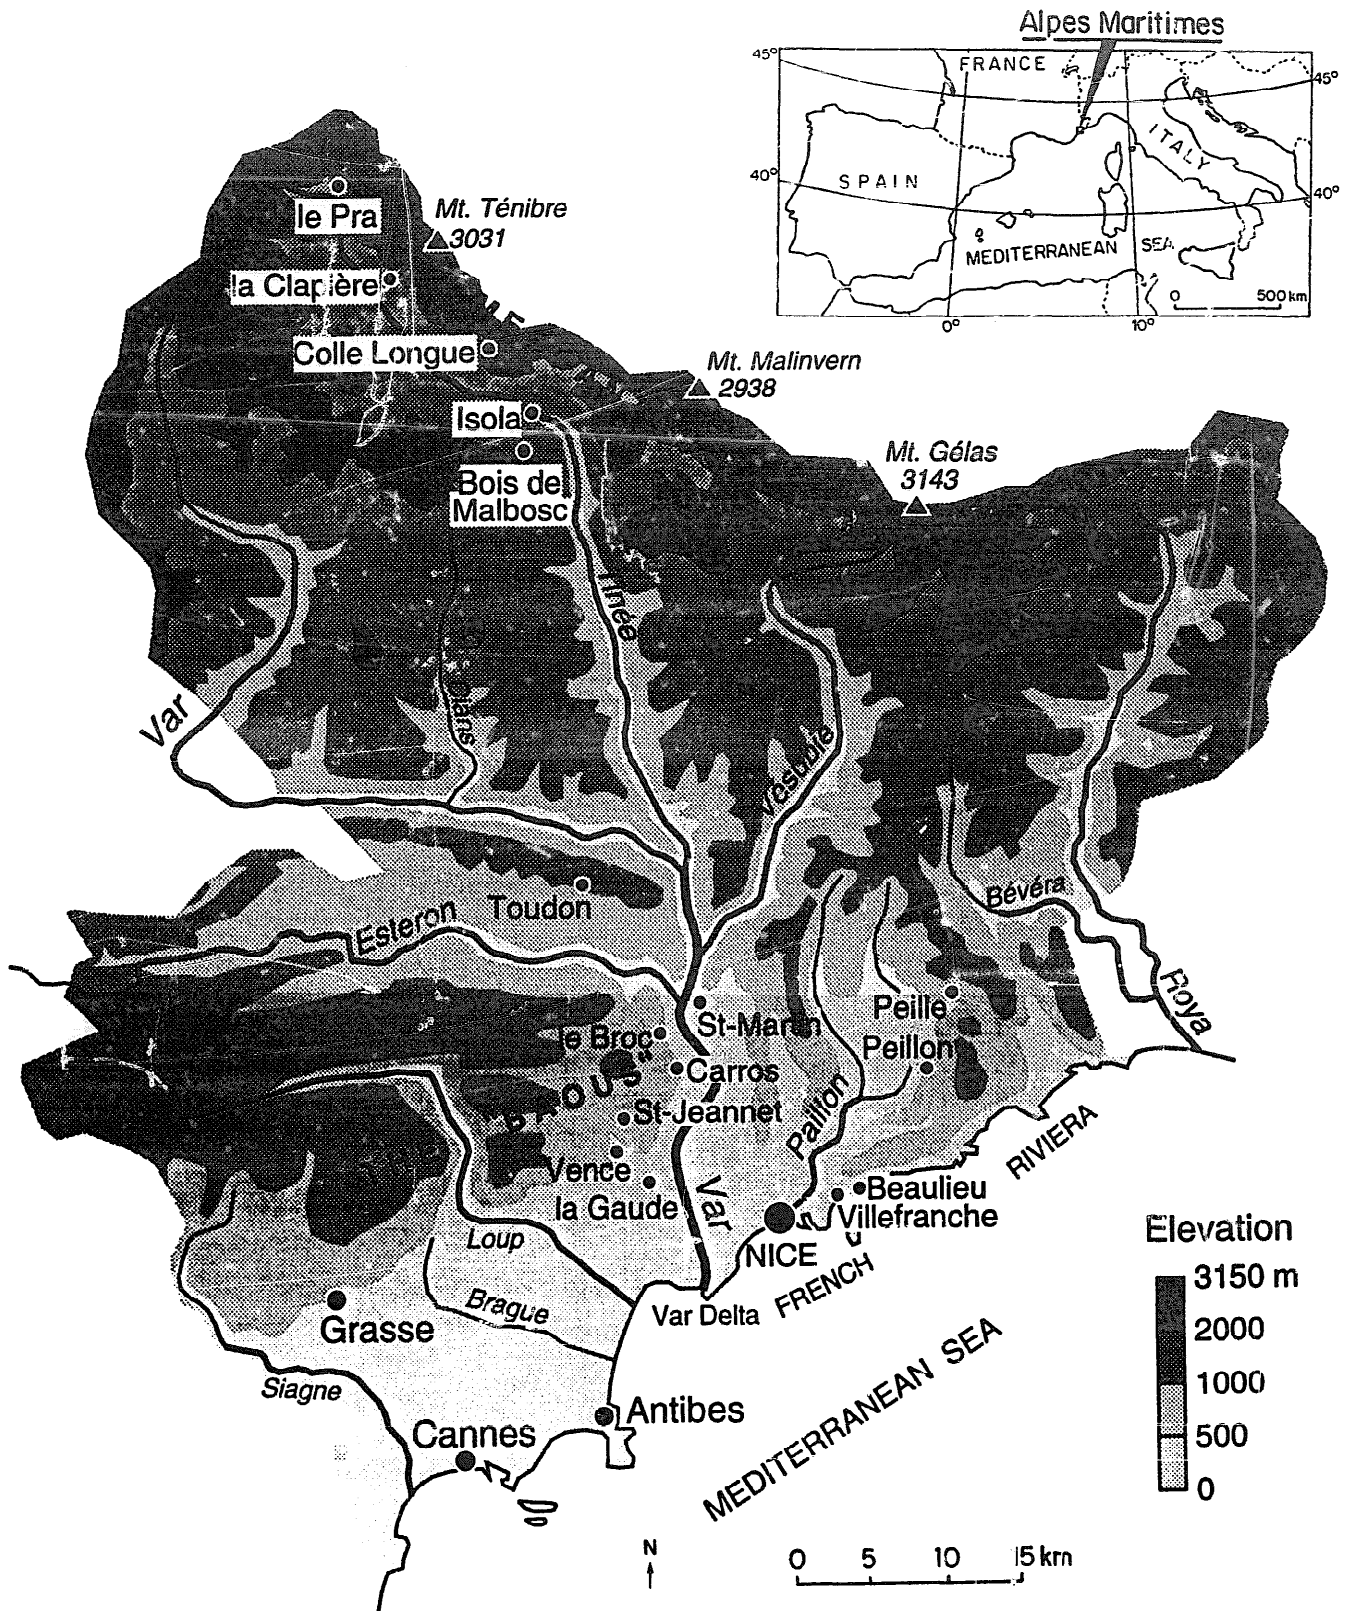 Alpes Maritimes
45°
FRANCE
45°
ITALY
40°
SPAIN
40°
MEDITERRANEAN SEA
0
500 km
0°
10°
le Pra
Mt. Ténibre
3031
la Clapière
Colle Longue
Mt. Malinvern
2938
Isola
Mt. Gélas
3143
Bois de
Malbosc
Var
Vésubie
Toudon
Esteron
Bévéra
Roya
St-Martin
Peille
le Broc
Peillon
Carros
"BROUS"
St-Jeannet
Paillon
RIVIERA
Vence
la Gaude
Var
Beaulieu
Villefranche
Loup
NICE
FRENCH
Brague
Var Delta
Grasse
Siagne
Antibes
Cannes
MEDITERRANEAN SEA
Elevation
3150 m
2000
1000
500
0
N
0
5
10
15 km